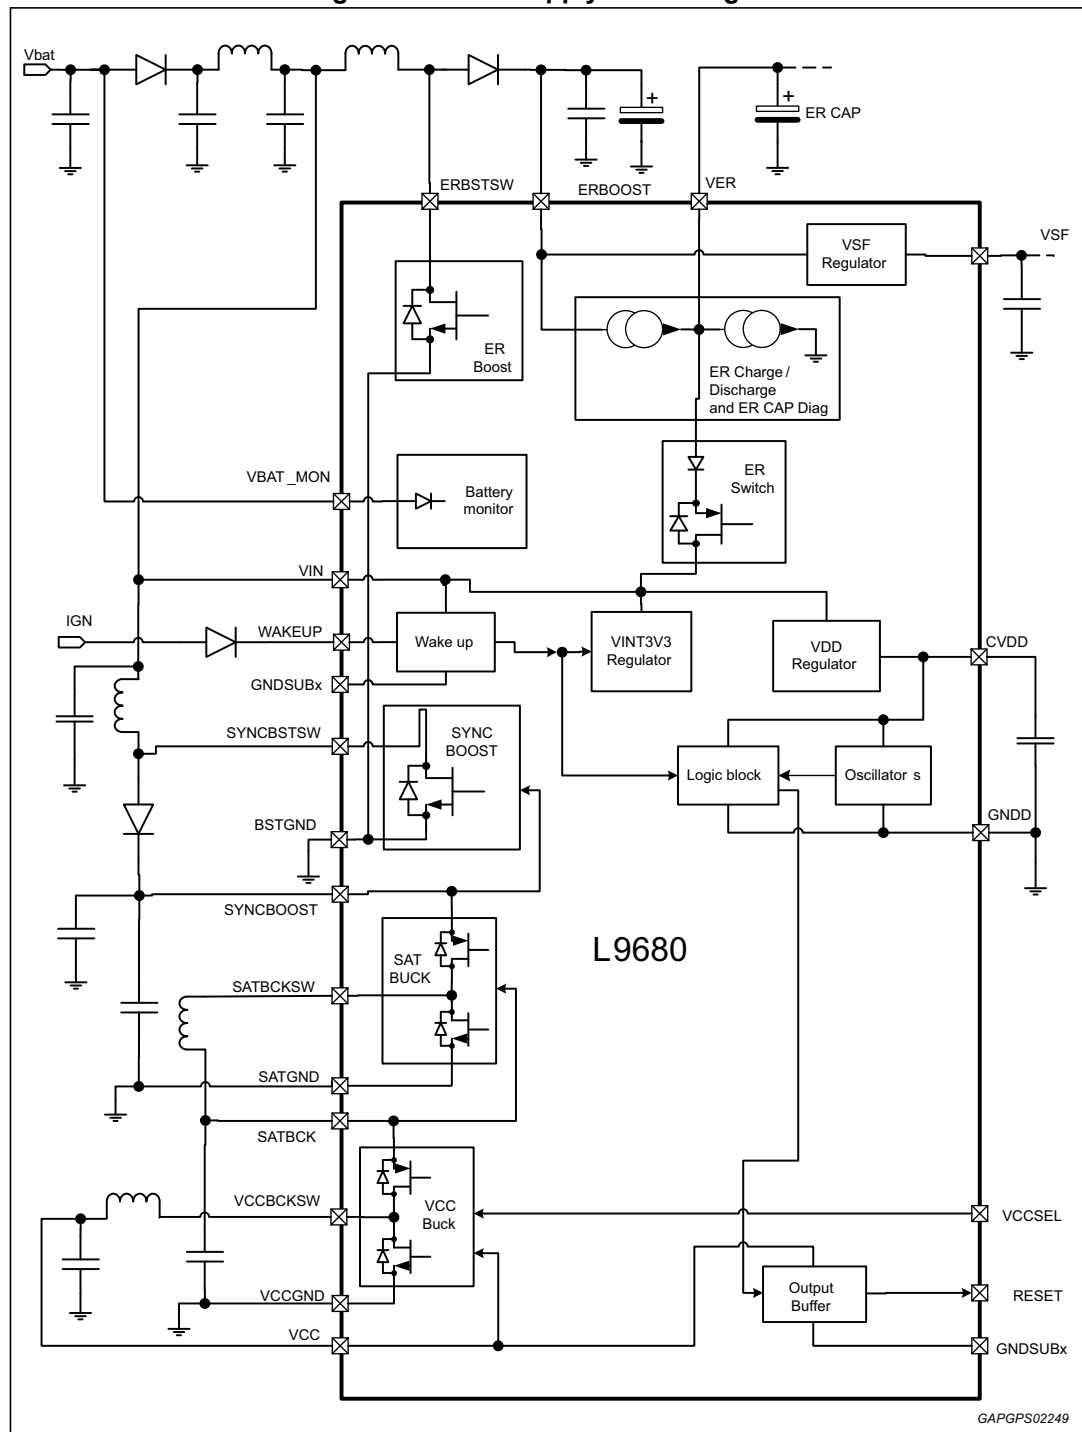 Vbat
ER CAP
ERBSTSW
ERBOOST
VER
VSF
Regulator
VSF
ER
Boost
ER Charge /
Discharge
and ER CAP Diag
VBAT_MON
Battery
monitor
ER
Switch
VIN
IGN
WAKEUP
Wake up
VINT3V3
Regulator
VDD
Regulator
CVDD
GNDSUBx
SYNCBSTSW
SYNC
BOOST
Logic block
Oscillator s
BSTGND
GNDD
SYNCBOOST
SAT
BUCK
L9680
SATBCKSW
SATGND
SATBCK
VCCBCKSW
VCC
Buck
VCCSEL
VCCGND
Output
Buffer
RESET
VCC
GNDSUBx
GAPGPS02249